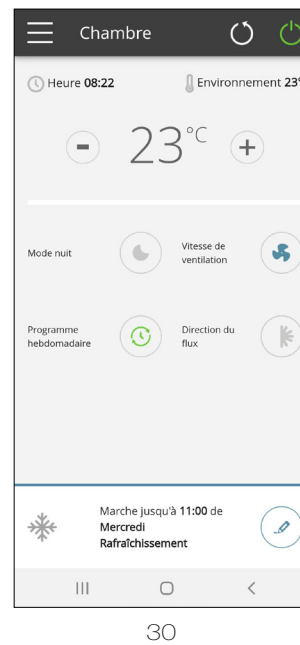 Chambre
Heure 08:22
Environnement 23°
23°C
Mode nuit
Vitesse de
ventilation
Programme
hebdomadaire
Direction du
flux
Marche jusqu'à 11:00 de
Mercredi
Rafraîchissement
30